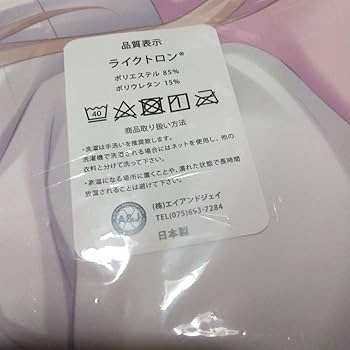 品質表示
ライクトロン®
ポリエステル 85%
ポリウレタン 15%
40
商品取り扱い方法
・洗濯は手洗いを推奨致します。
洗濯機で洗浄される場合にはネットを使用し、他の
衣料と分けて洗って下さい。
・高温になる場所に置くことや、濡れた状態で長時間
放置されることは避けて下さい。
A&J
(株)エイアンドジェイ
TEL(075)653-7284
日本製